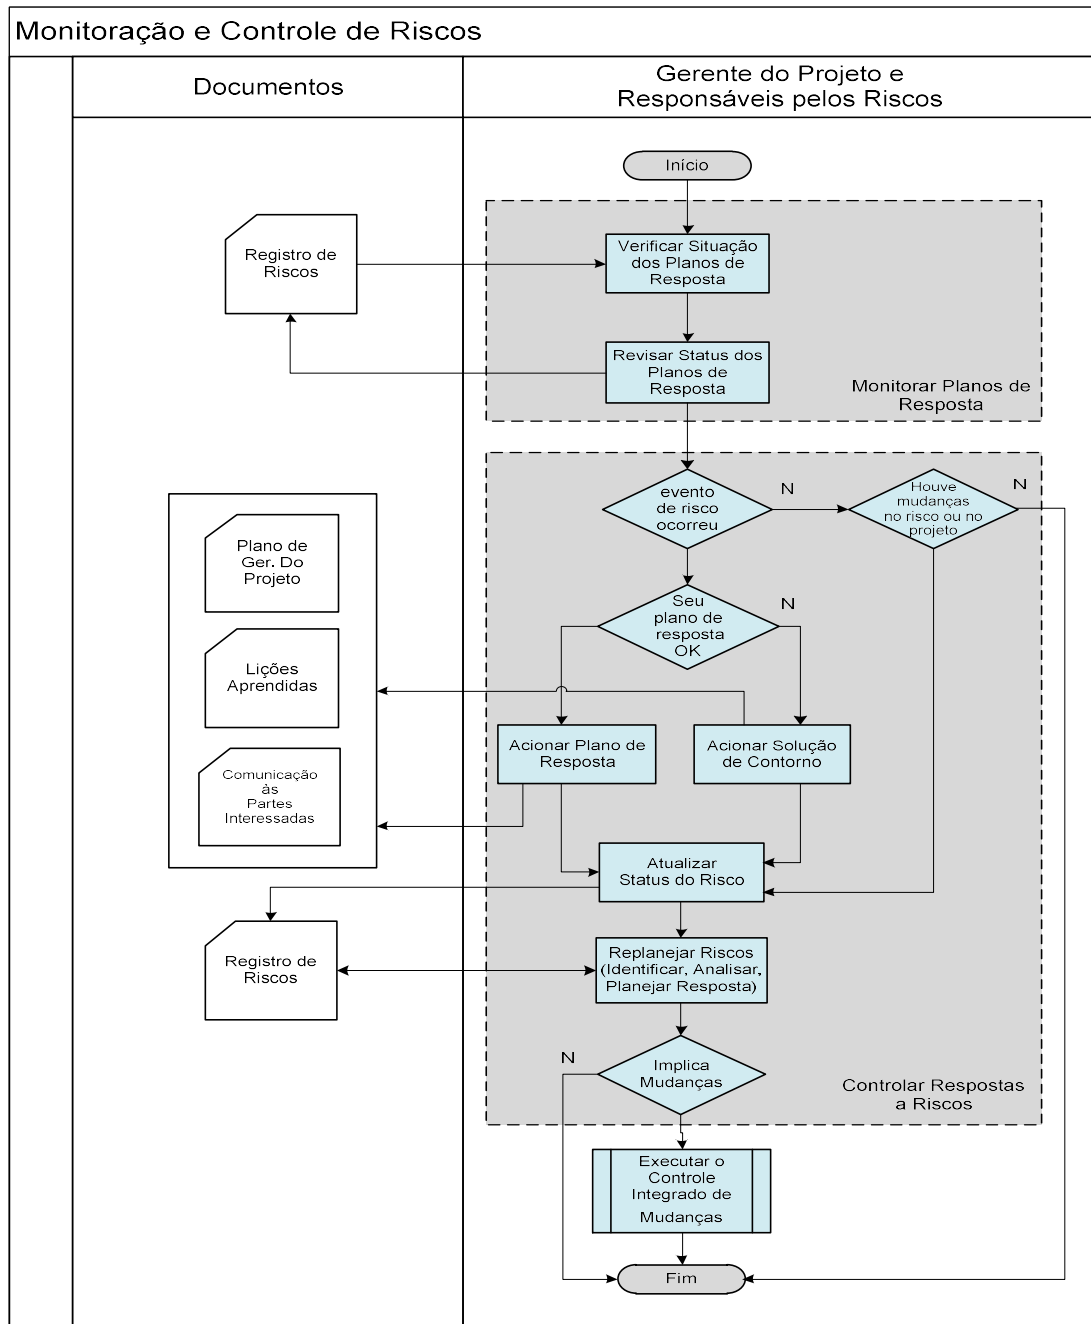 Monitoração e Controle de Riscos
Documentos
Gerente do Projeto e
Responsáveis pelos Riscos
Início
Registro de
Riscos
Verificar Situação
dos Planos de
Resposta
Revisar Status dos
Planos de
Resposta
Monitorar Planos de
Resposta
evento
de risco
ocorreu
N
Houve
mudanças
no risco ou no
projeto
N
Plano de
Ger. Do
Projeto
Seu
plano de
resposta
OK
N
Lições
Aprendidas
Acionar Plano de
Resposta
Acionar Solução
de Contorno
Comunicação
às
Partes
Interessadas
Atualizar
Status do Risco
Registro de
Riscos
Replanejar Riscos
(Identificar, Analisar,
Planejar Resposta)
N
Implica
Mudanças
Controlar Respostas
a Riscos
Executar o
Controle
Integrado de
Mudanças
Fim